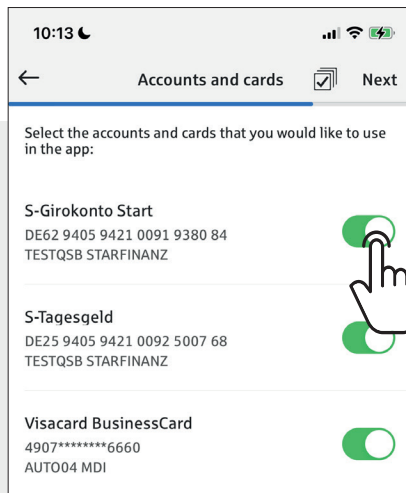 10:13
Accounts and cards
Next
Select the accounts and cards that you would like to use
in the app:
S-Girokonto Start
DE62 9405 9421 0091 9380 84
TESTQSB STARFINANZ
S-Tagesgeld
DE25 9405 9421 0092 5007 68
TESTQSB STARFINANZ
Visacard BusinessCard
4907********6660
AUTO04 MDI